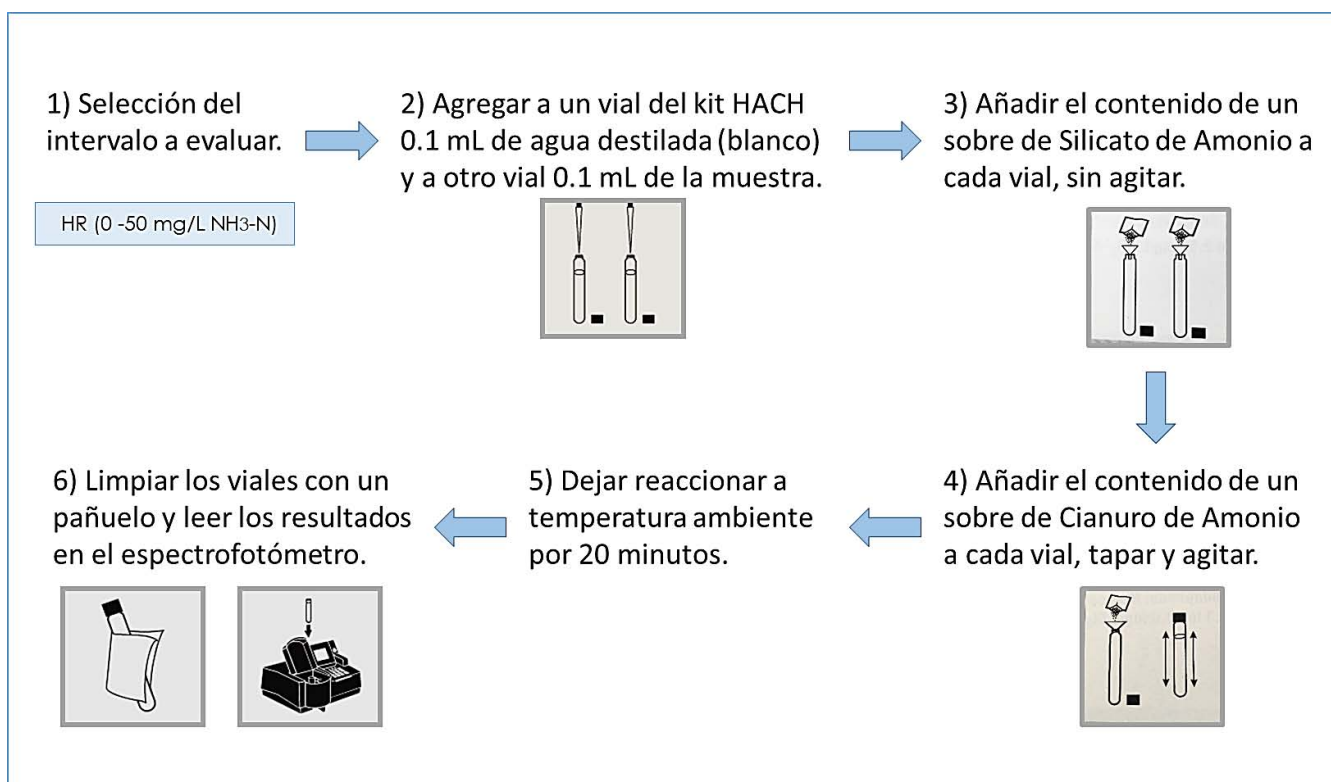 1) Selección del
intervalo a evaluar.
HR (0 -50 mg/L NH3-N)
2) Agregar a un vial del kit HACH
0.1 mL de agua destilada (blanco)
y a otro vial 0.1 mL de la muestra.
3) Añadir el contenido de un
sobre de Silicato de Amonio a
cada vial, sin agitar.
4) Añadir el contenido de un
sobre de Cianuro de Amonio
a cada vial, tapar y agitar.
5) Dejar reaccionar a
temperatura ambiente
por 20 minutos.
6) Limpiar los viales con un
pañuelo y leer los resultados
en el espectrofotómetro.